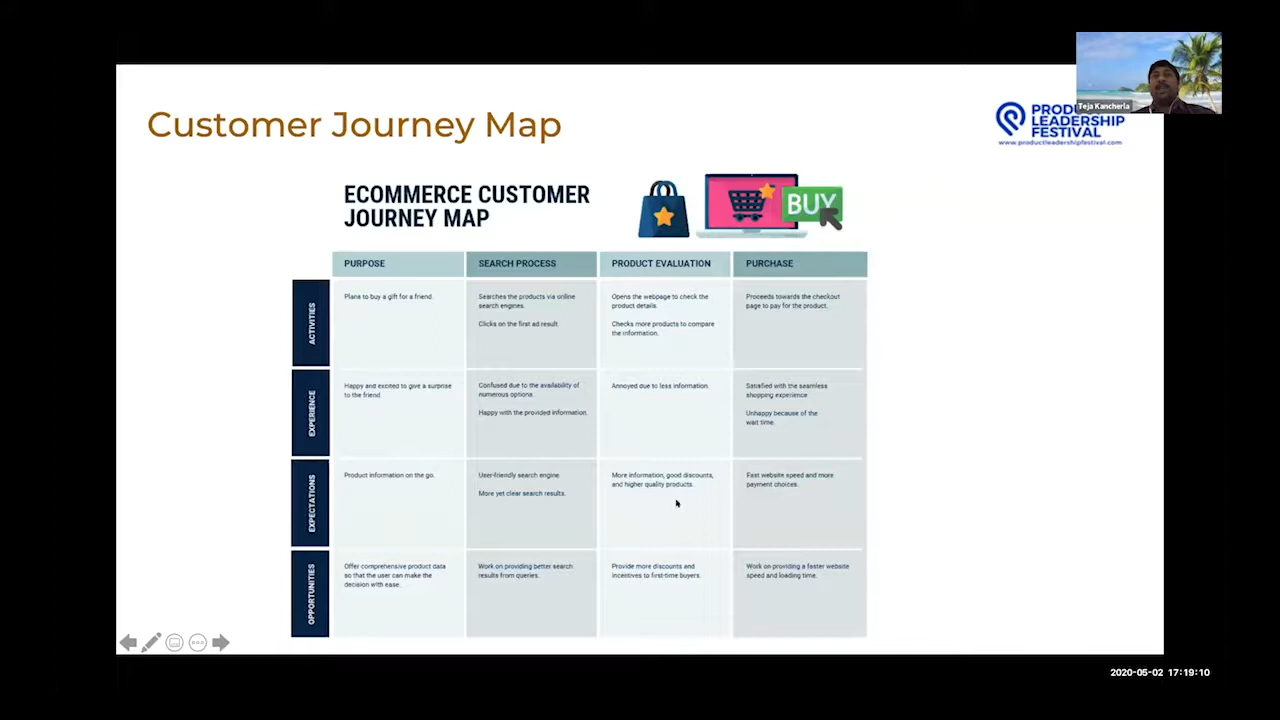 Teja Kancherla
Customer Journey Map
LEADERSHIP
FESTIVAL
www.productleadershipfestival.com
ECOMMERCE CUSTOMER
JOURNEY MAP
BUY
PURPOSE
SEARCH PROCESS
PRODUCT EVALUATION
PURCHASE
ACTIVITIES
Plans to buy a gift for a friend.
Searches the products via online
search engines.
Clicks on the first ad result.
Opens the webpage to check the
product details.
Checks more products to compare
the information.
Proceeds towards the checkout
page to pay for the product.
EXPERIENCE
Happy and excited to give a surprise
to the friend.
Confused due to the availability of
numerous options.
Happy with the provided information.
Annoyed due to less information.
Satisfied with the seamless
shopping experience.
Unhappy because of the
wait time.
EXPECTATIONS
Product information on the go.
User-friendly search engine.
More yet clear search results.
More information, good discounts,
and higher quality products.
Fast website speed and more
payment choices.
OPPORTUNITIES
Offer comprehensive product data
so that the user can make the
decision with ease.
Work on providing better search
results from queries.
Provide more discounts and
incentives to first-time buyers.
Work on providing a faster website
speed and loading time.
2020-05-02 17:19:10